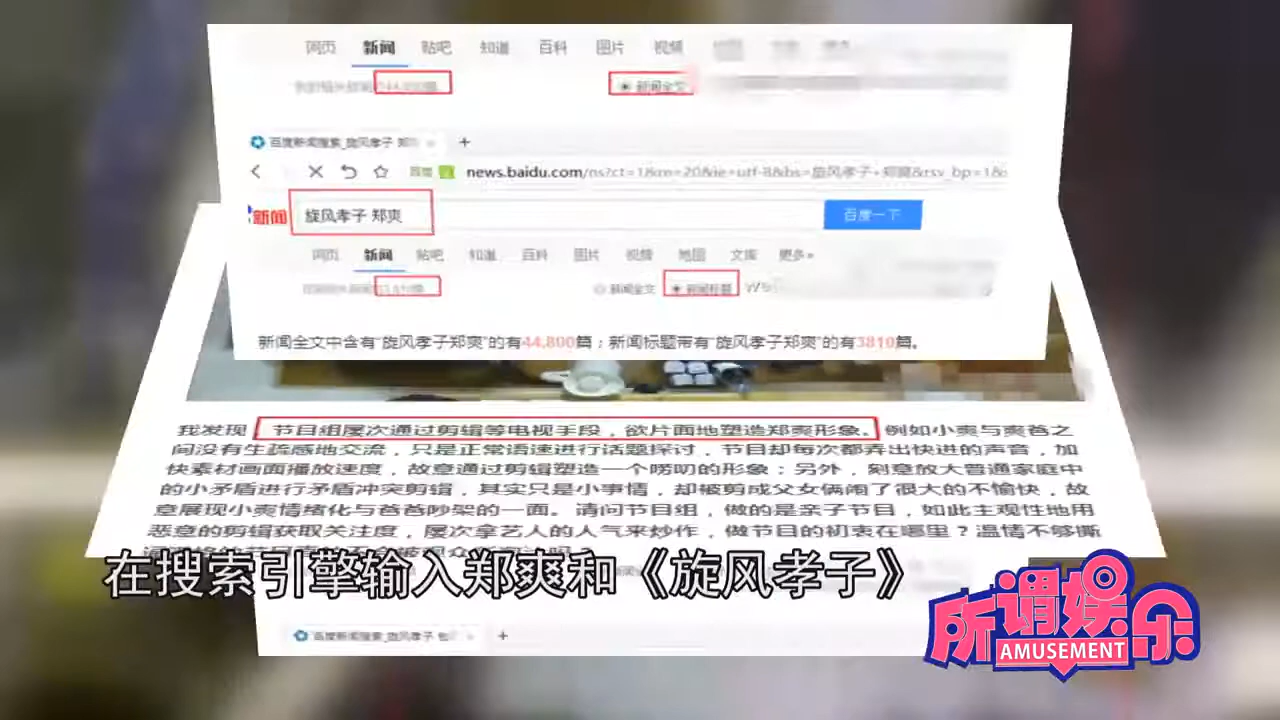 网页 新闻 贴吧 知道 百科 图片 视频
新闻全文
百度新闻搜索_旋风孝子 郑
news.baidu.com/ns?ct=1&rn=20&ie=utf-8&bs=旋风孝子+郑爽&rsv_bp=1&
新闻 旋风孝子 郑爽 百度一下
网页 新闻 贴吧 知道 百科 图片 视频 地图 文库 更多»
新闻全文 新闻标题
新闻全文中含有“旋风孝子郑爽”的有44,800篇；新闻标题带有“旋风孝子郑爽”的有3810篇。
我发现 节目组屡次通过剪辑等电视手段，欲片面地塑造郑爽形象。例如小爽与爽爸之
间没有生疏感地交流，只是正常语速进行话题探讨，节目却每次都弄出快进的声音，加
快素材画面播放速度，故意通过剪辑塑造一个唠叨的形象；另外，刻意放大普通家庭中
的小矛盾进行矛盾冲突剪辑，其实只是小事情，却被剪成父女俩闹了很大的不愉快，故
意展现小爽情绪化与爸爸吵架的一面。请问节目组，做的是亲子节目，如此主观性地用
恶意的剪辑获取关注度，屡次拿艺人的人气来炒作，做节目的初衷在哪里？温情不够撕
在搜索引擎输入郑爽和《旋风孝子》
所谓娱乐
AMUSEMENT
百度新闻搜索_旋风孝子